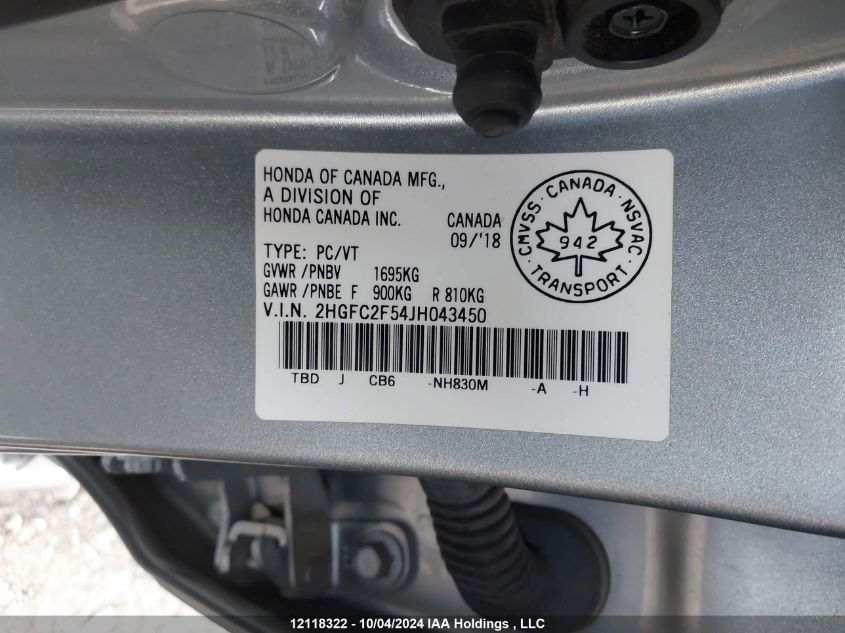 HONDA OF CANADA MFG.,
A DIVISION OF
HONDA CANADA INC.
CANADA
09/'18
TYPE: PC/VT
GVWR /PNBV 1695KG
GAWR /PNBE F 900KG R 810KG
V.I.N. 2HGFC2F54JH043450
TBD J CB6 -NH830M -A -H
CMVSS CANADA NSVAC
942
TRANSPORT
12118322 - 10/04/2024 IAA Holdings , LLC